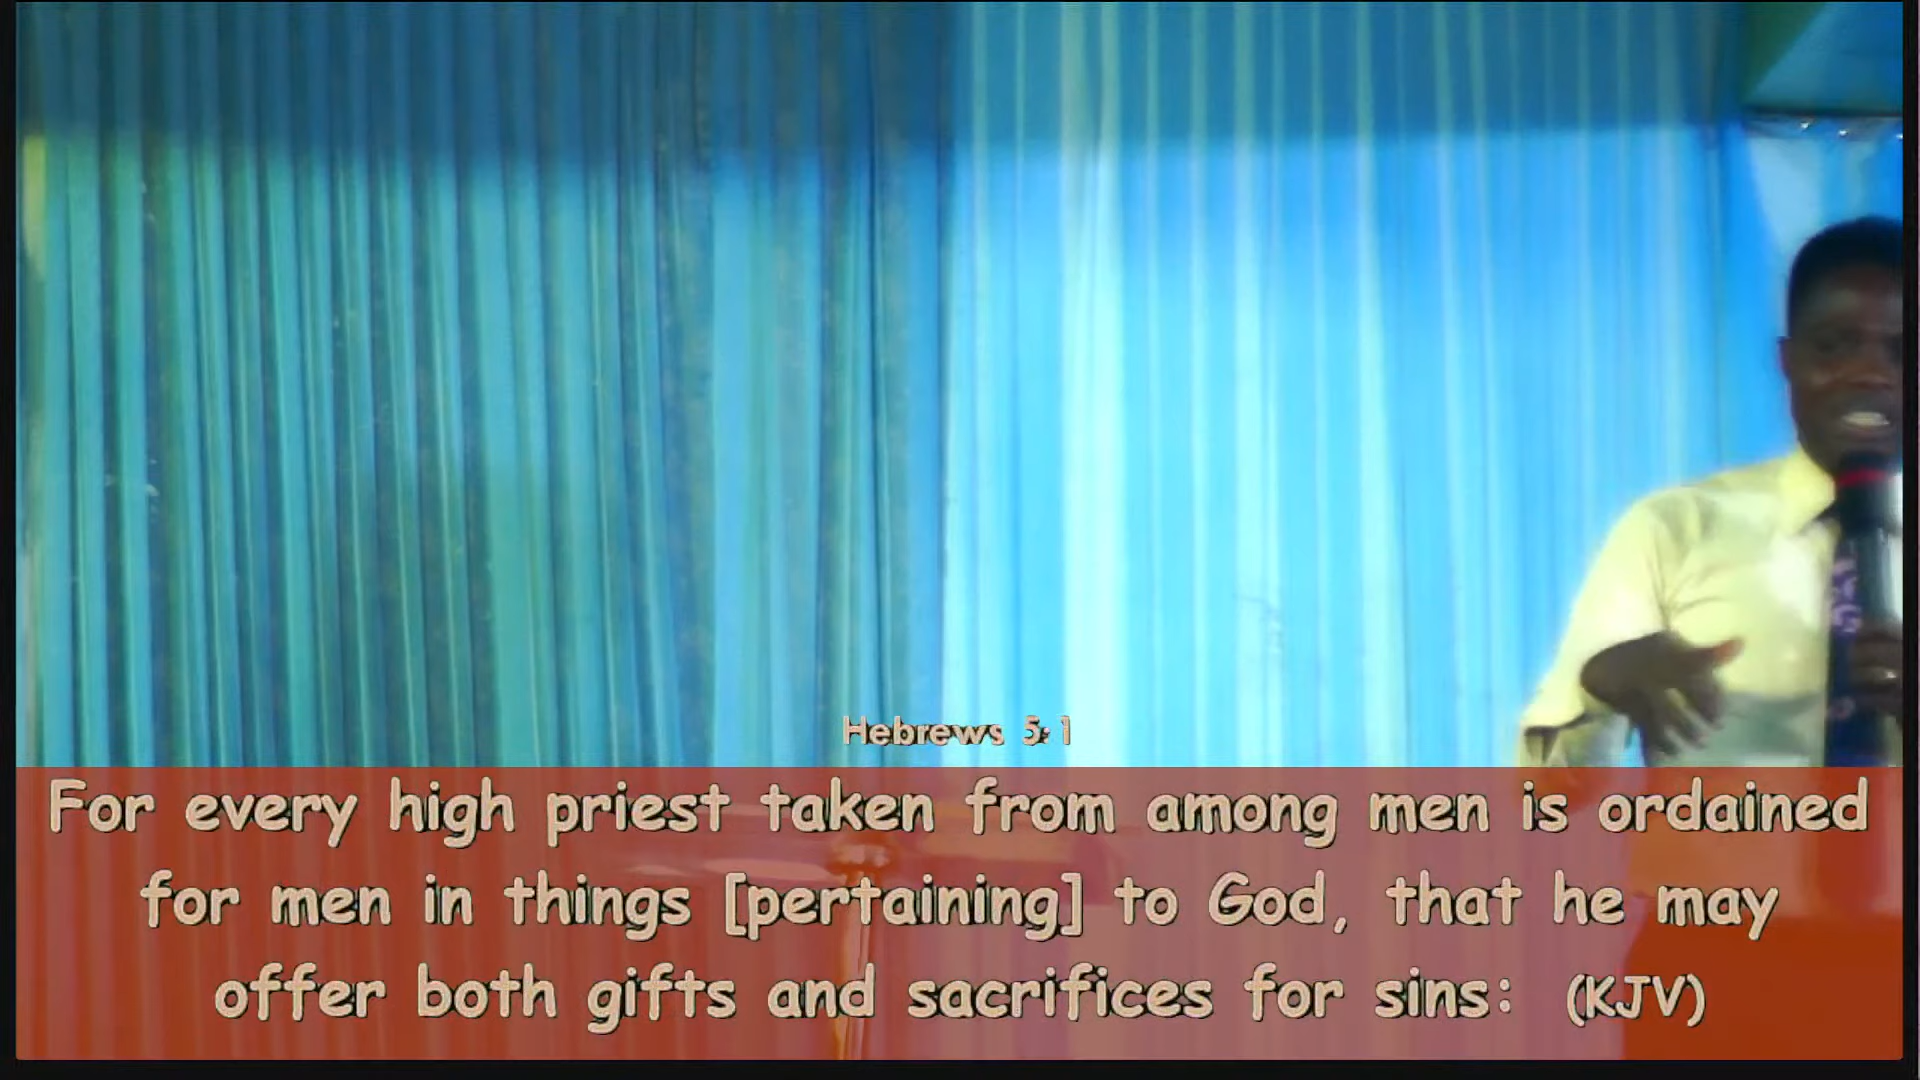 Hebrews 5:1
For every high priest taken from among men is ordained
for men in things [pertaining] to God, that he may
offer both gifts and sacrifices for sins: (KJV)